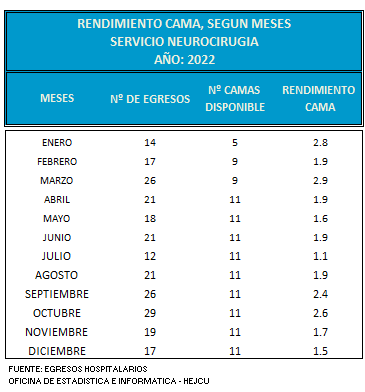 RENDIMIENTO CAMA, SEGUN MESES
SERVICIO NEUROCIRUGIA
AÑO: 2022
MESES Nº DE EGRESOS Nº CAMAS DISPONIBLE RENDIMIENTO CAMA
ENERO 14 5 2.8
FEBRERO 17 9 1.9
MARZO 26 9 2.9
ABRIL 21 11 1.9
MAYO 18 11 1.6
JUNIO 21 11 1.9
JULIO 12 11 1.1
AGOSTO 21 11 1.9
SEPTIEMBRE 26 11 2.4
OCTUBRE 29 11 2.6
NOVIEMBRE 19 11 1.7
DICIEMBRE 17 11 1.5
FUENTE: EGRESOS HOSPITALARIOS
OFICINA DE ESTADISTICA E INFORMATICA - HEJCU